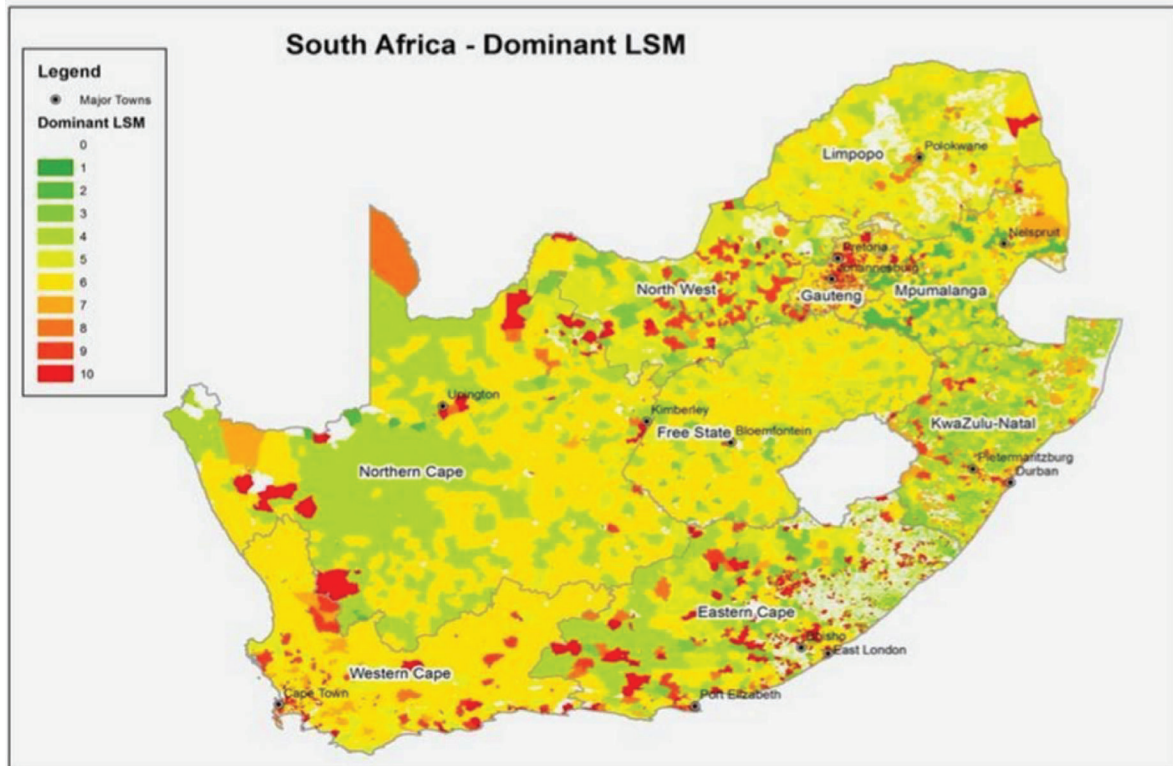 South Africa - Dominant LSM
Legend
Major Towns
Dominant LSM
0
1
2
3
4
5
6
7
8
9
10
Limpopo
Polokwane
Nelspruit
Pretoria
Johannesburg
North West
Gauteng
Mpumalanga
Upington
Kimberley
Free State
Bloemfontein
KwaZulu-Natal
Northern Cape
Pietermaritzburg
Durban
Eastern Cape
Bhisho
East London
Western Cape
Cape Town
Port Elizabeth